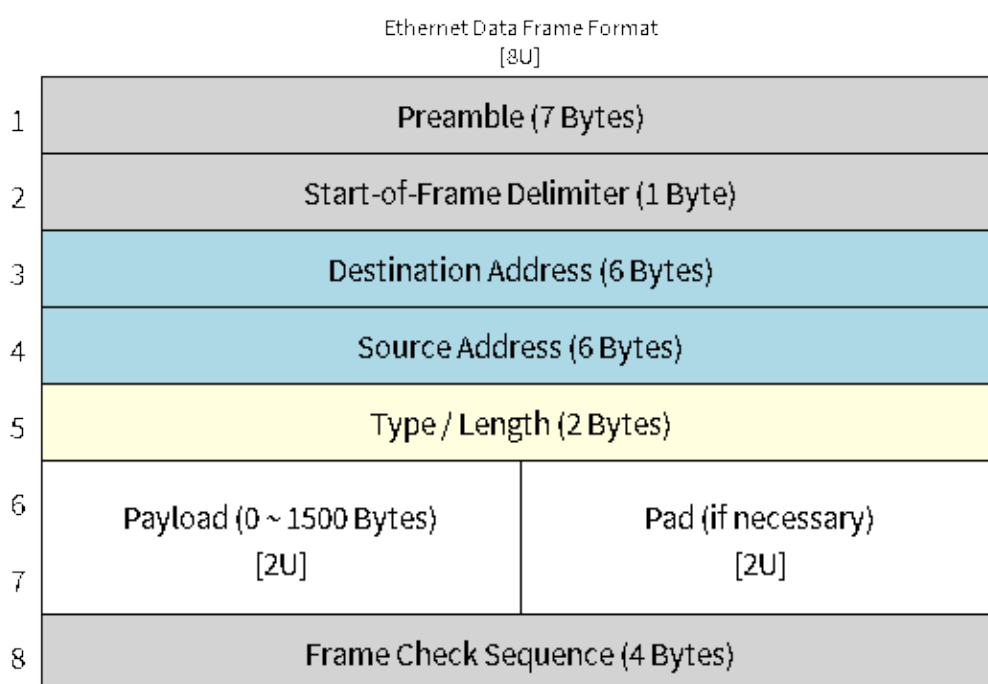 Ethernet Data Frame Format
[8U]
1 Preamble (7 Bytes)
2 Start-of-Frame Delimiter (1 Byte)
3 Destination Address (6 Bytes)
4 Source Address (6 Bytes)
5 Type / Length (2 Bytes)
6
Payload (0 ~ 1500 Bytes) Pad (if necessary)
[2U] [2U]
7
8 Frame Check Sequence (4 Bytes)